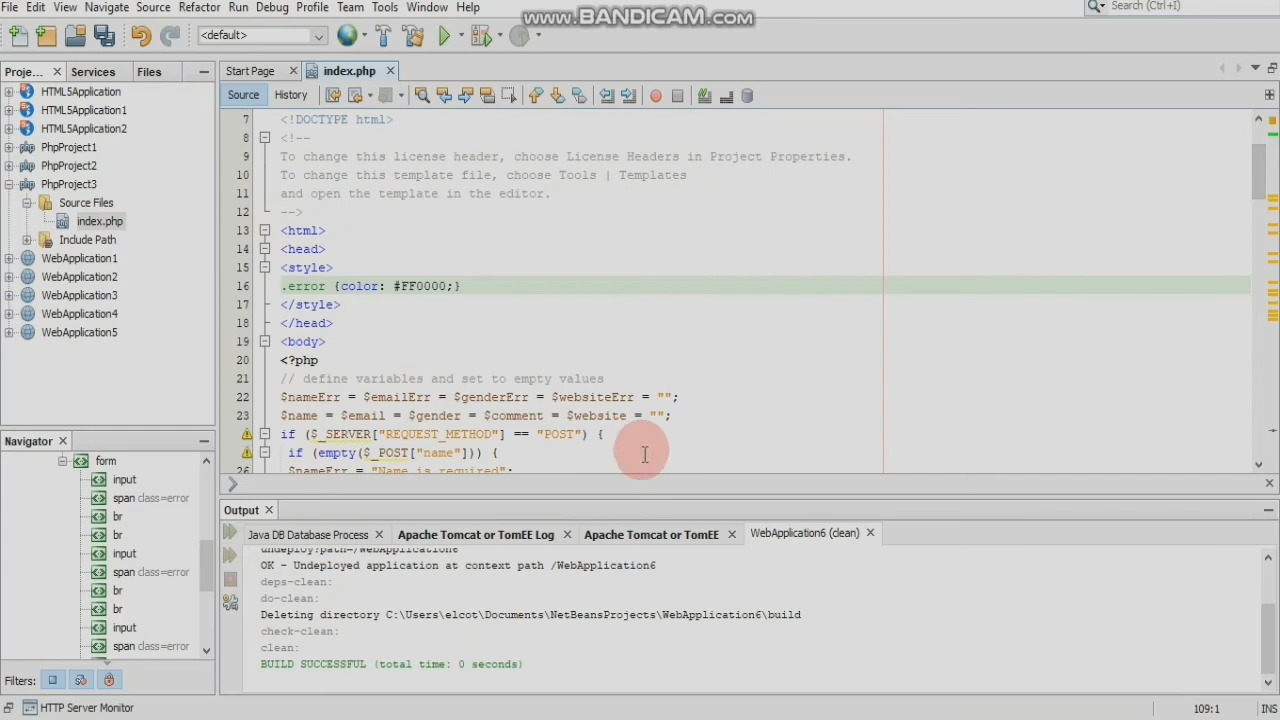 www.BANDICAM.com
File Edit View Navigate Source Refactor Run Debug Profile Team Tools Window Help
Search (Ctrl+I)
<default>
Proje... Services Files
Start Page index.php
Source History
HTML5Application
HTML5Application1
HTML5Application2
PhpProject1
PhpProject2
PhpProject3
Source Files
index.php
Include Path
WebApplication1
WebApplication2
WebApplication3
WebApplication4
WebApplication5
7 <!DOCTYPE html>
8 <!--
9 To change this license header, choose License Headers in Project Properties.
10 To change this template file, choose Tools | Templates
11 and open the template in the editor.
12 -->
13 <html>
14 <head>
15 <style>
16 .error {color: #FF0000;}
17 </style>
18 </head>
19 <body>
20 <?php
21 // define variables and set to empty values
22 $nameErr = $emailErr = $genderErr = $websiteErr = "";
23 $name = $email = $gender = $comment = $website = "";
if ($_SERVER["REQUEST_METHOD"] == "POST") {
if (empty($_POST["name"])) {
$nameErr = "Name is required";
Navigator
form
input
span class=error
br
br
input
span class=error
br
br
input
span class=error
Filters:
Output
Java DB Database Process Apache Tomcat or TomEE Log Apache Tomcat or TomEE WebApplication6 (clean)
undeploy?path=/WebApplication6
OK - Undeployed application at context path /WebApplication6
deps-clean:
do-clean:
Deleting directory C:\Users\elcot\Documents\NetBeansProjects\WebApplication6\build
check-clean:
clean:
BUILD SUCCESSFUL (total time: 0 seconds)
HTTP Server Monitor
109:1 INS